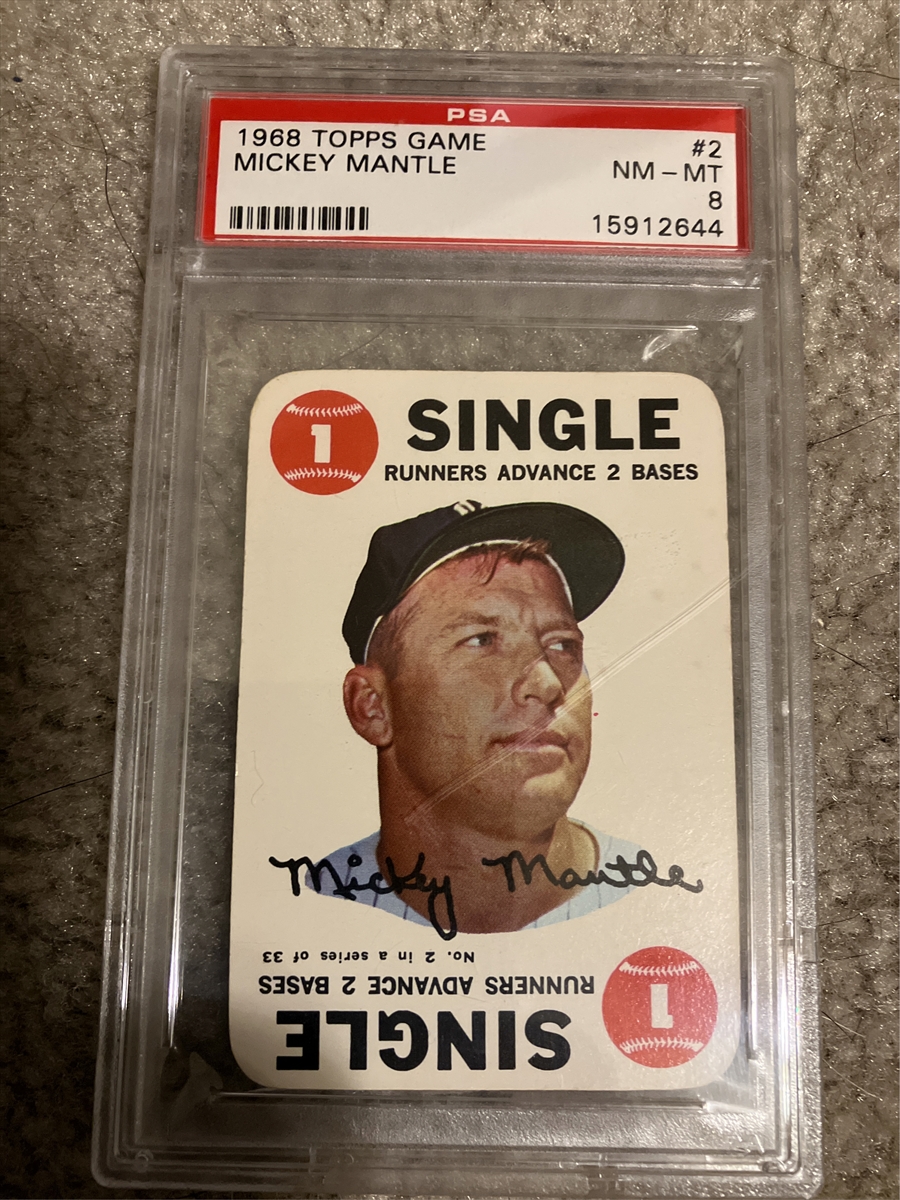 PSA
1968 TOPPS GAME #2
MICKEY MANTLE NM - MT
8
15912644
1 SINGLE
RUNNERS ADVANCE 2 BASES
Mickey Mantle
No. 2 in a series of 33
RUNNERS ADVANCE 2 BASES
1 SINGLE